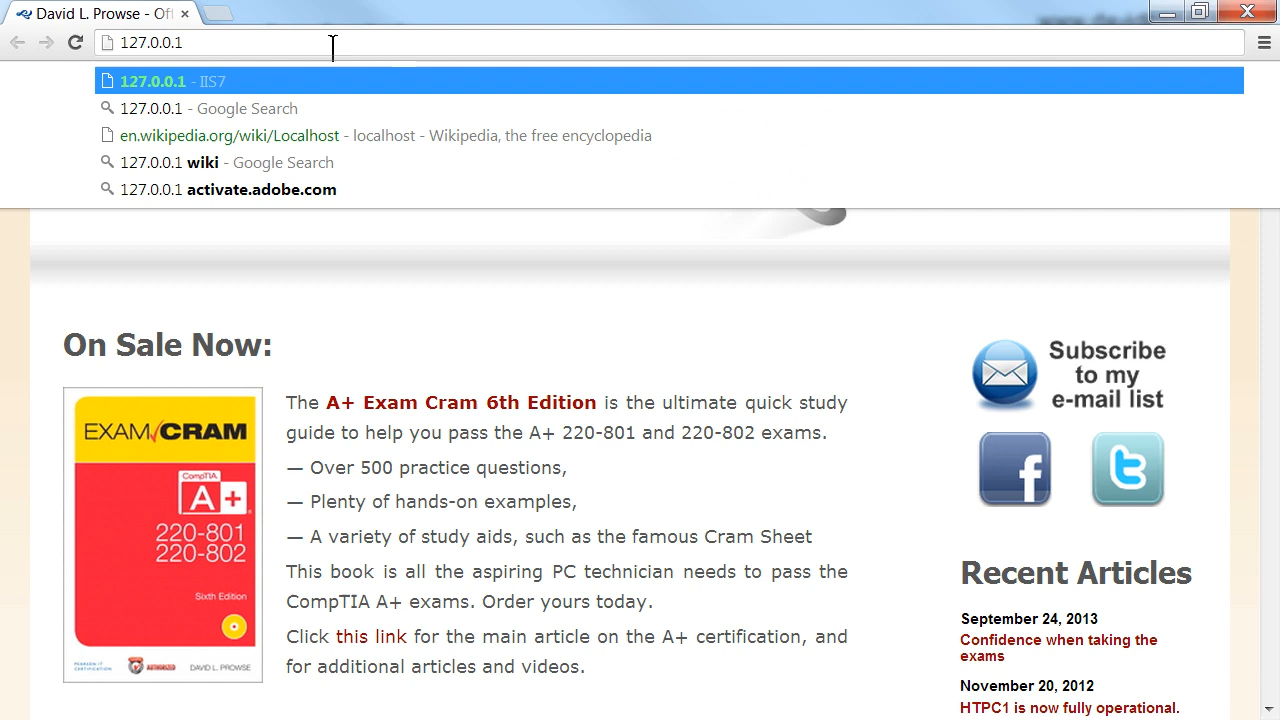 David L. Prowse - Off
127.0.0.1
127.0.0.1 - IIS7
127.0.0.1 - Google Search
en.wikipedia.org/wiki/Localhost - localhost - Wikipedia, the free encyclopedia
127.0.0.1 wiki - Google Search
127.0.0.1 activate.adobe.com
On Sale Now:
EXAM CRAM
CompTIA
A+
220-801
220-802
Sixth Edition
PEARSON IT
CERTIFICATION
AUTHORIZED
DAVID L. PROWSE
The A+ Exam Cram 6th Edition is the ultimate quick study
guide to help you pass the A+ 220-801 and 220-802 exams.
— Over 500 practice questions,
— Plenty of hands-on examples,
— A variety of study aids, such as the famous Cram Sheet
This book is all the aspiring PC technician needs to pass the
CompTIA A+ exams. Order yours today.
Click this link for the main article on the A+ certification, and
for additional articles and videos.
Subscribe
to my
e-mail list
f
t
Recent Articles
September 24, 2013
Confidence when taking the
exams
November 20, 2012
HTPC1 is now fully operational.